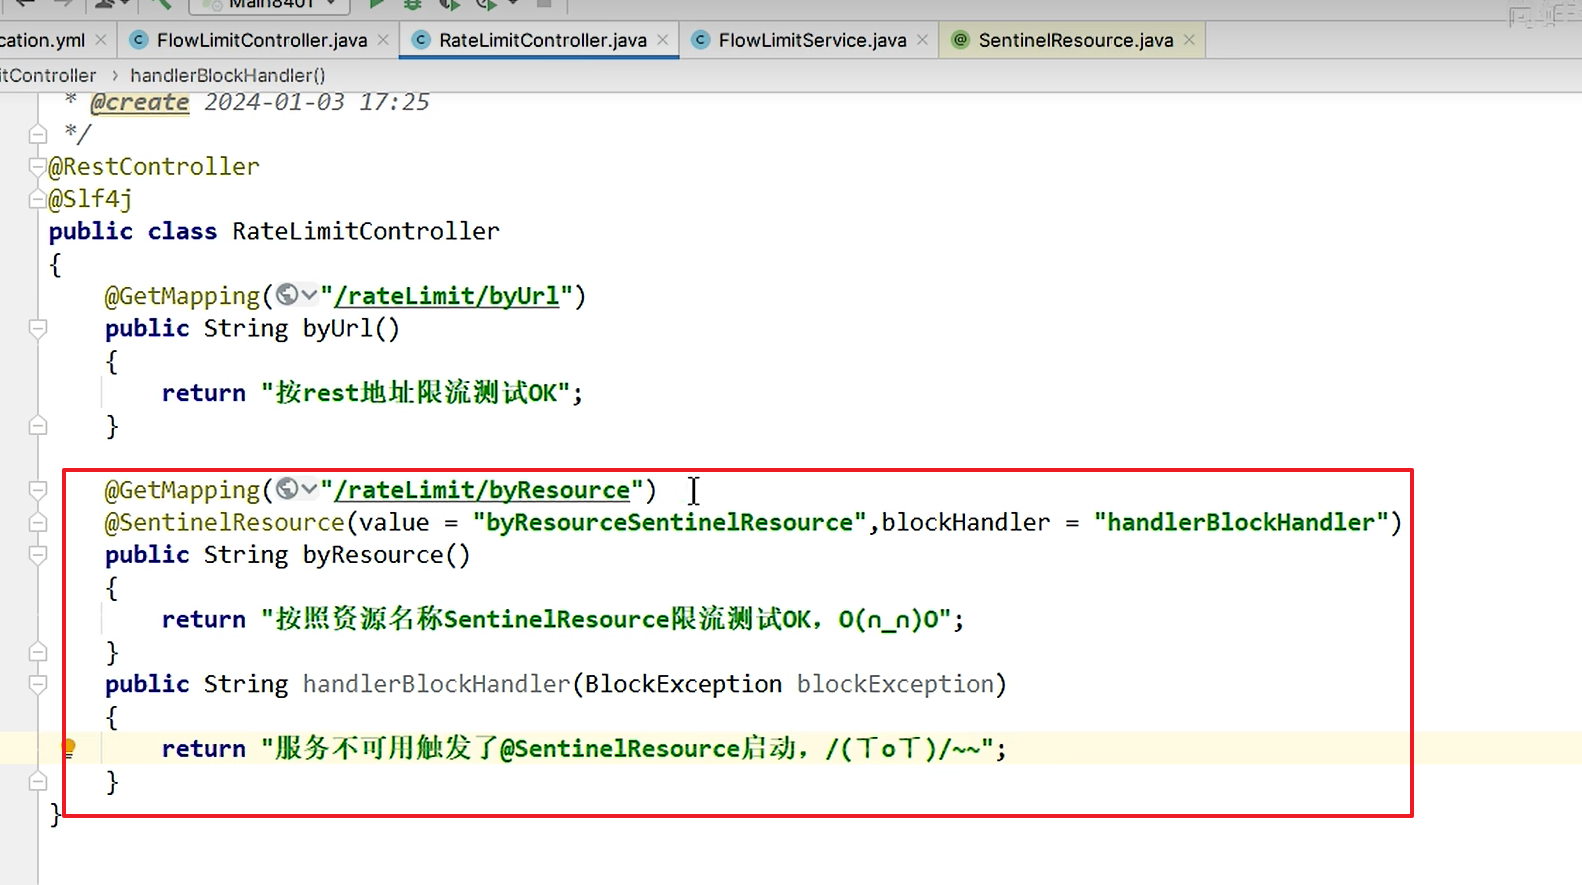 Main8401
cation.yml
FlowLimitController.java
RateLimitController.java
FlowLimitService.java
SentinelResource.java
itController > handlerBlockHandler()
* @create 2024-01-03 17:25
*/
@RestController
@Slf4j
public class RateLimitController
{
@GetMapping("/rateLimit/byUrl")
public String byUrl()
{
return "按rest地址限流测试OK";
}
@GetMapping("/rateLimit/byResource")
@SentinelResource(value = "byResourceSentinelResource",blockHandler = "handlerBlockHandler")
public String byResource()
{
return "按照资源名称SentinelResource限流测试OK，O(∩_∩)O";
}
public String handlerBlockHandler(BlockException blockException)
{
return "服务不可用触发了@SentinelResource启动，/(ㄒoㄒ)/~~";
}
}